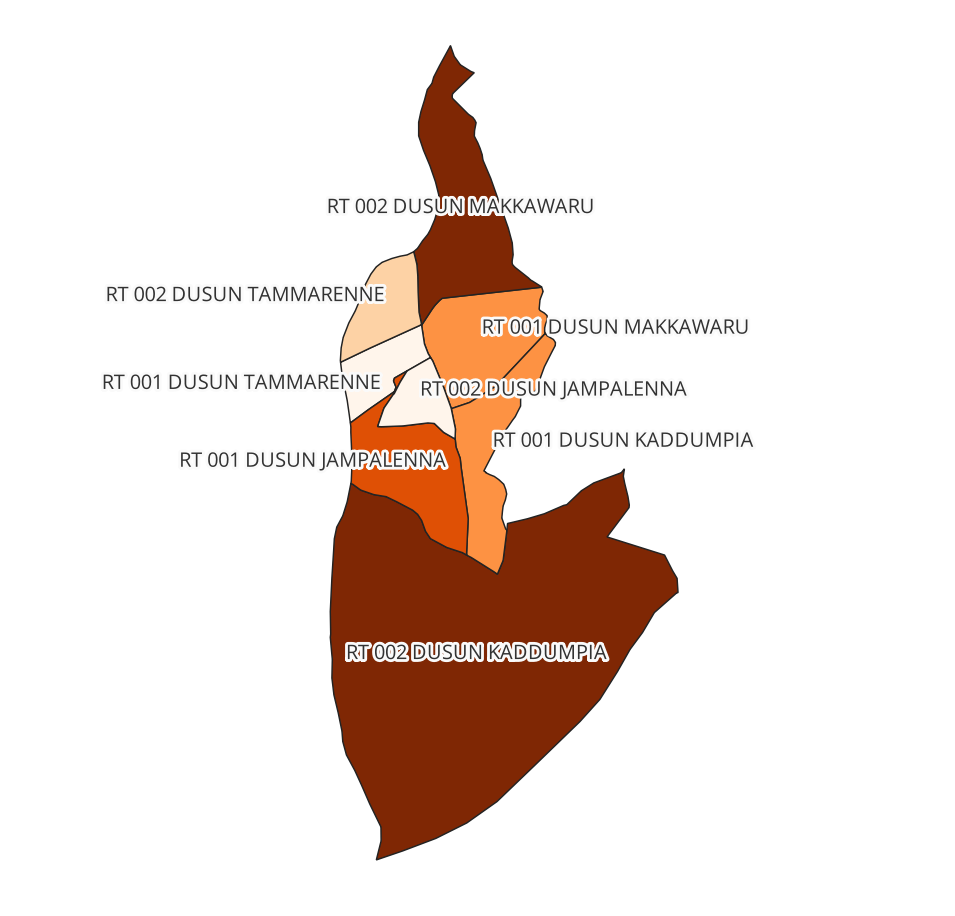 RT 002 DUSUN MAKKAWARU
RT 002 DUSUN TAMMARENNE
RT 001 DUSUN MAKKAWARU
RT 001 DUSUN TAMMARENNE
RT 002 DUSUN JAMPALENNA
RT 001 DUSUN KADDUMPIA
RT 001 DUSUN JAMPALENNA
RT 002 DUSUN KADDUMPIA